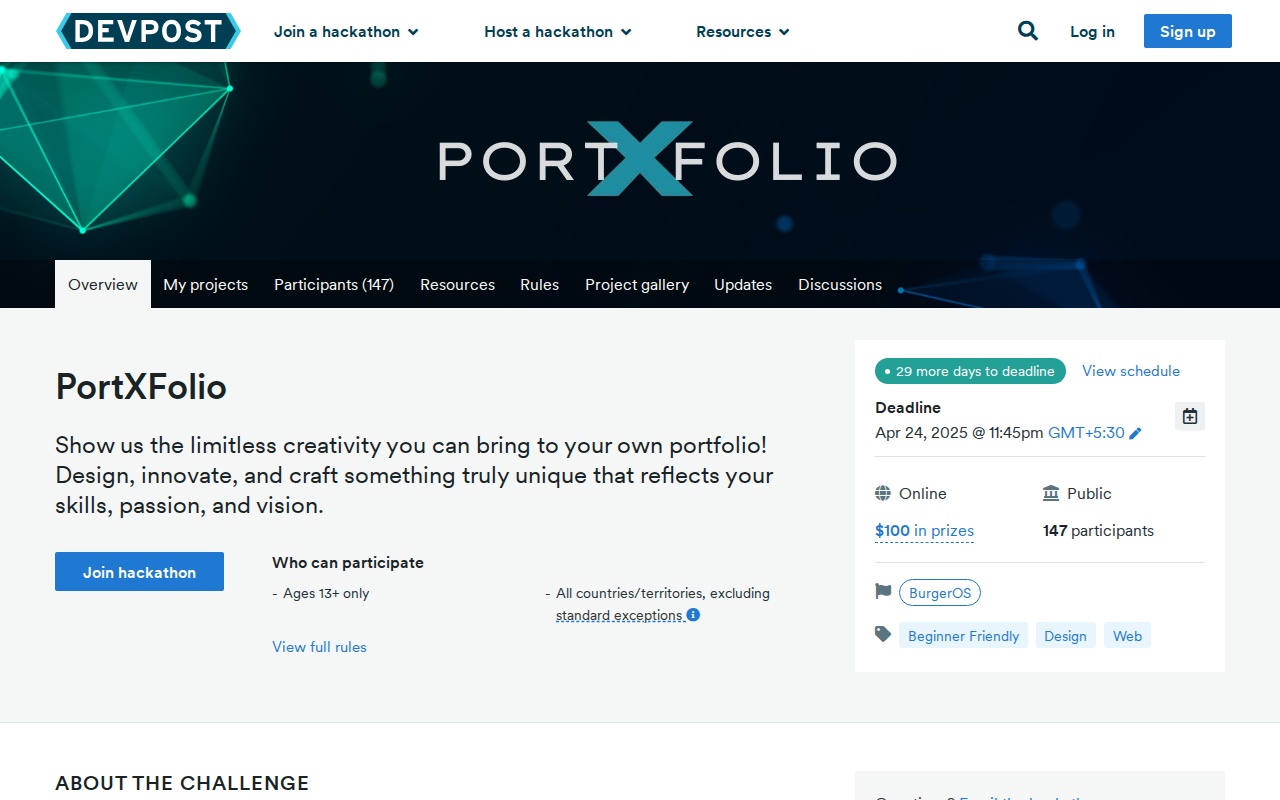 DEVPOST
Join a hackathon
Host a hackathon
Resources
Log in
Sign up
PORTXFOLIO
Overview
My projects
Participants (147)
Resources
Rules
Project gallery
Updates
Discussions
PortXFolio
Show us the limitless creativity you can bring to your own portfolio!
Design, innovate, and craft something truly unique that reflects your
skills, passion, and vision.
Join hackathon
Who can participate
- Ages 13+ only
- All countries/territories, excluding
standard exceptions
View full rules
29 more days to deadline
View schedule
Deadline
Apr 24, 2025 @ 11:45pm GMT+5:30
Online
Public
$100 in prizes
147 participants
BurgerOS
Beginner Friendly
Design
Web
ABOUT THE CHALLENGE